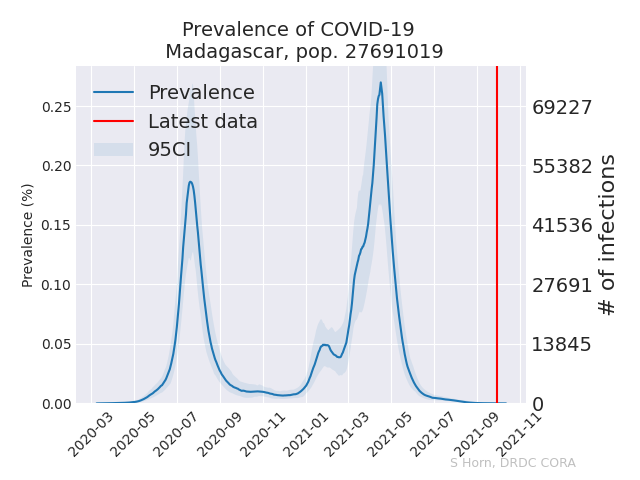 Prevalence of COVID-19
Madagascar, pop. 27691019
Prevalence
Latest data
95CI
Prevalence (%)
0.25
0.20
0.15
0.10
0.05
0.00
69227
55382
41536
27691
13845
0
# of infections
2020-03
2020-05
2020-07
2020-09
2020-11
2021-01
2021-03
2021-05
2021-07
2021-09
2021-11
S Horn, DRDC CORA